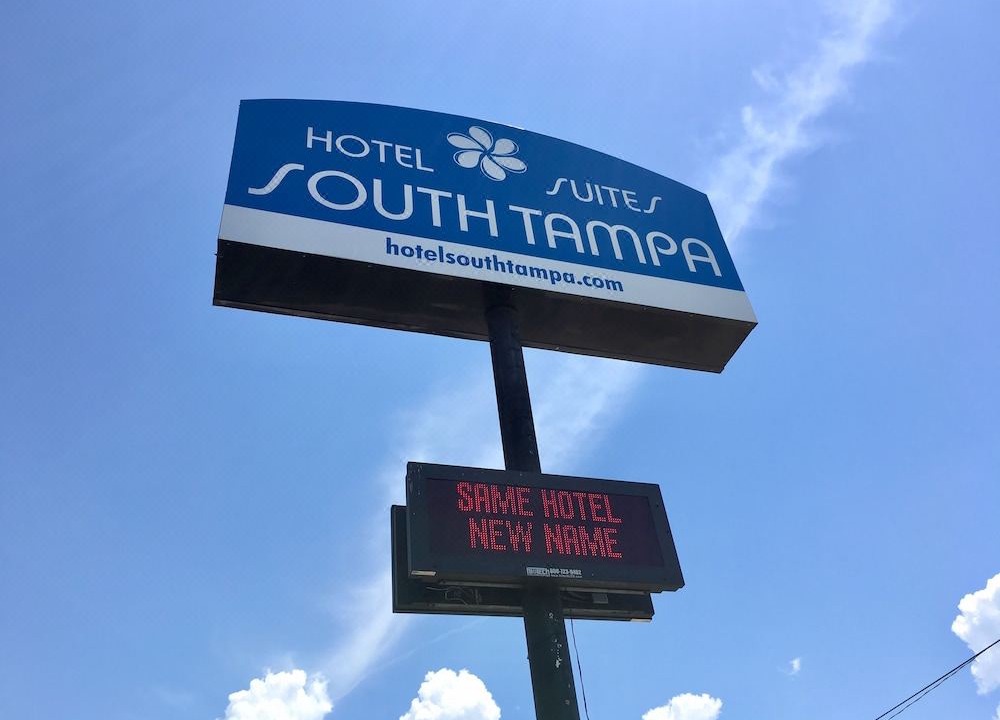 HOTEL SUITES
SOUTH TAMPA
hotelsouthtampa.com
SAME HOTEL
NEW NAME